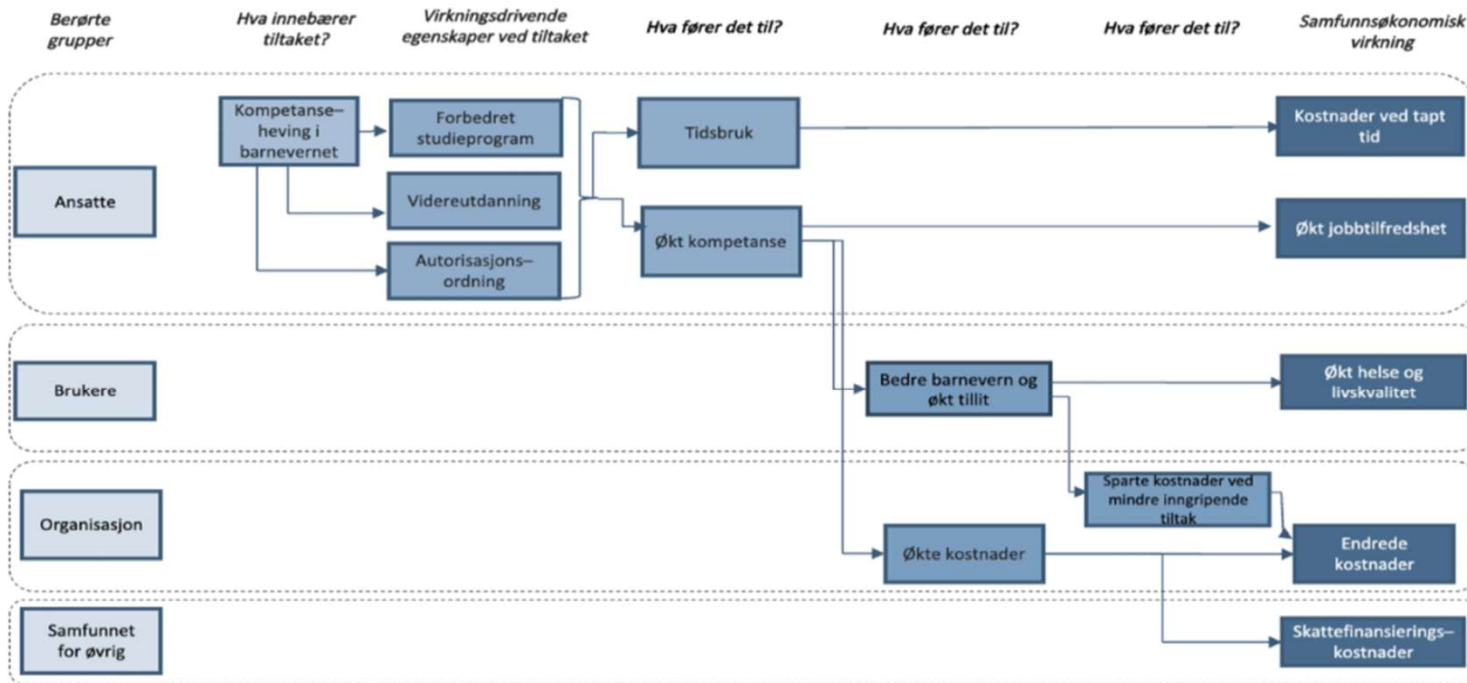 Berørte
grupper
Hva innebærer
tiltaket?
Virkningsdrivende
egenskaper ved tiltaket
Hva fører det til?
Hva fører det til?
Hva fører det til?
Samfunnsøkonomisk
virkning
Ansatte
Kompetanse–
heving i
barnevernet
Forbedret
studieprogram
Videreutdanning
Autorisasjons–
ordning
Tidsbruk
Økt kompetanse
Kostnader ved tapt
tid
Økt jobbtilfredshet
Brukere
Bedre barnevern og
økt tillit
Økt helse og
livskvalitet
Organisasjon
Sparte kostnader ved
mindre inngripende
tiltak
Økte kostnader
Endrede
kostnader
Samfunnet
for øvrig
Skattefinansierings–
kostnader